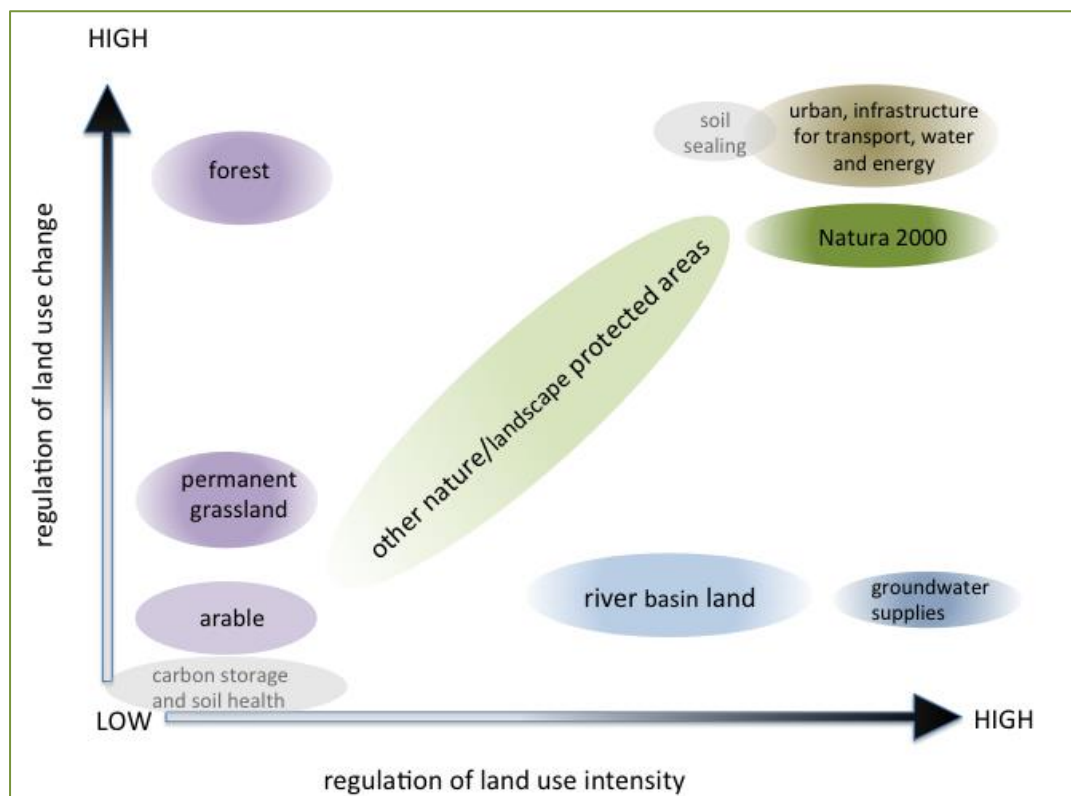 HIGH
urban, infrastructure
for transport, water
and energy
soil
sealing
forest
Natura 2000
other nature/landscape protected areas
regulation of land use change
permanent
grassland
river basin land
groundwater
supplies
arable
carbon storage
and soil health
LOW
HIGH
regulation of land use intensity